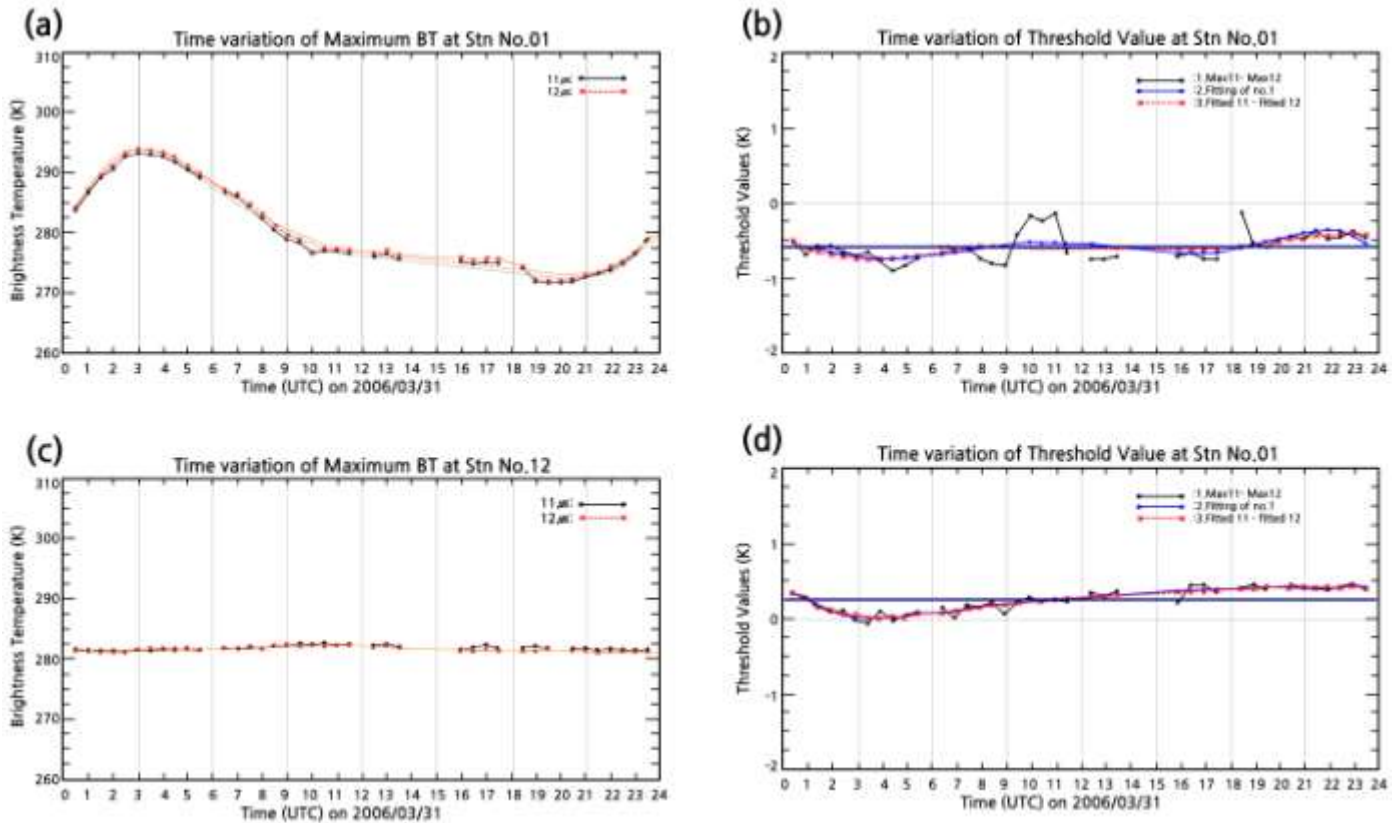 (a)
Time variation of Maximum BT at Stn No.01
310
300
290
280
270
260
Brightness Temperature (K)
11㎛
12㎛
0 1 2 3 4 5 6 7 8 9 10 11 12 13 14 15 16 17 18 19 20 21 22 23 24
Time (UTC) on 2006/03/31
(b)
Time variation of Threshold Value at Stn No.01
2
1
0
-1
-2
Threshold Values (K)
:1.Max11- Max12
:2.Fitting of no.1
:3.Fitted 11 - fitted 12
0 1 2 3 4 5 6 7 8 9 10 11 12 13 14 15 16 17 18 19 20 21 22 23 24
Time (UTC) on 2006/03/31
(c)
Time variation of Maximum BT at Stn No.12
310
300
290
280
270
260
Brightness Temperature (K)
11㎛:
12㎛:
0 1 2 3 4 5 6 7 8 9 10 11 12 13 14 15 16 17 18 19 20 21 22 23 24
Time (UTC) on 2006/03/31
(d)
Time variation of Threshold Value at Stn No.01
2
1
0
-1
-2
Threshold Values (K)
:1.Max11- Max12
:2.Fitting of no.1
:3.Fitted 11 - fitted 12
0 1 2 3 4 5 6 7 8 9 10 11 12 13 14 15 16 17 18 19 20 21 22 23 24
Time (UTC) on 2006/03/31